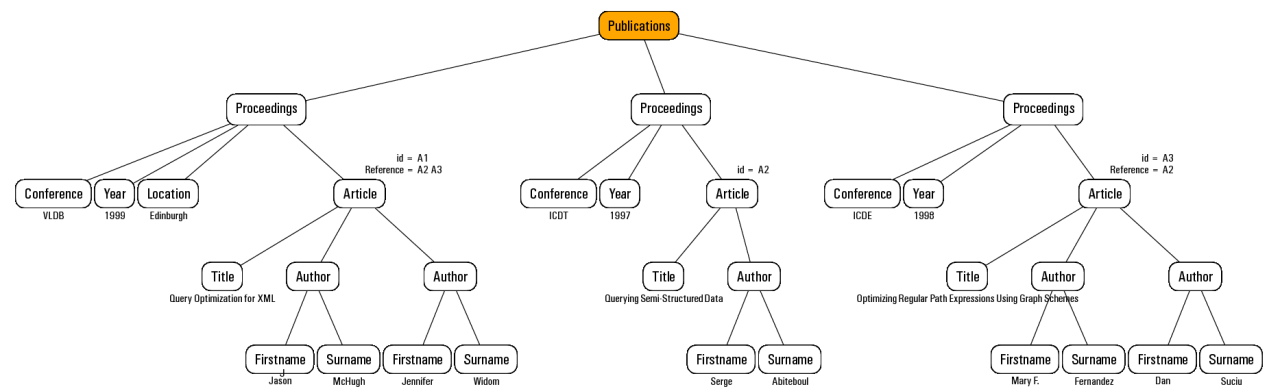 Publications
Proceedings
Proceedings
Proceedings
id = A1
Reference = A2 A3
id = A2
id = A3
Reference = A2
Conference
Year
Location
Article
Conference
Year
Article
Conference
Year
Article
VLDB
1999
Edinburgh
ICDT
1997
ICDE
1998
Title
Author
Author
Title
Author
Title
Author
Author
Query Optimization for XML
Querying Semi-Structured Data
Optimizing Regular Path Expressions Using Graph Schemes
Firstname
Surname
Firstname
Surname
Firstname
Surname
Firstname
Surname
Firstname
Surname
J
Jason
McHugh
Jennifer
Widom
Serge
Abiteboul
Mary F.
Fernandez
Dan
Suciu